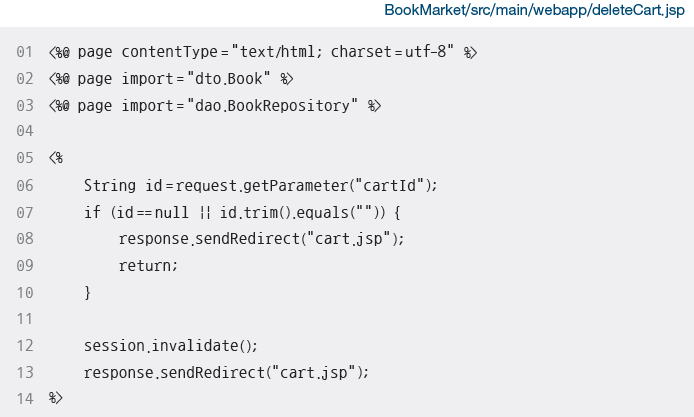 BookMarket/src/main/webapp/deleteCart.jsp
01 <%@ page contentType="text/html; charset=utf-8" %>
02 <%@ page import="dto.Book" %>
03 <%@ page import="dao.BookRepository" %>
04
05 <%
06     String id=request.getParameter("cartId");
07     if (id==null || id.trim().equals("")) {
08         response.sendRedirect("cart.jsp");
09         return;
10     }
11
12     session.invalidate();
13     response.sendRedirect("cart.jsp");
14 %>